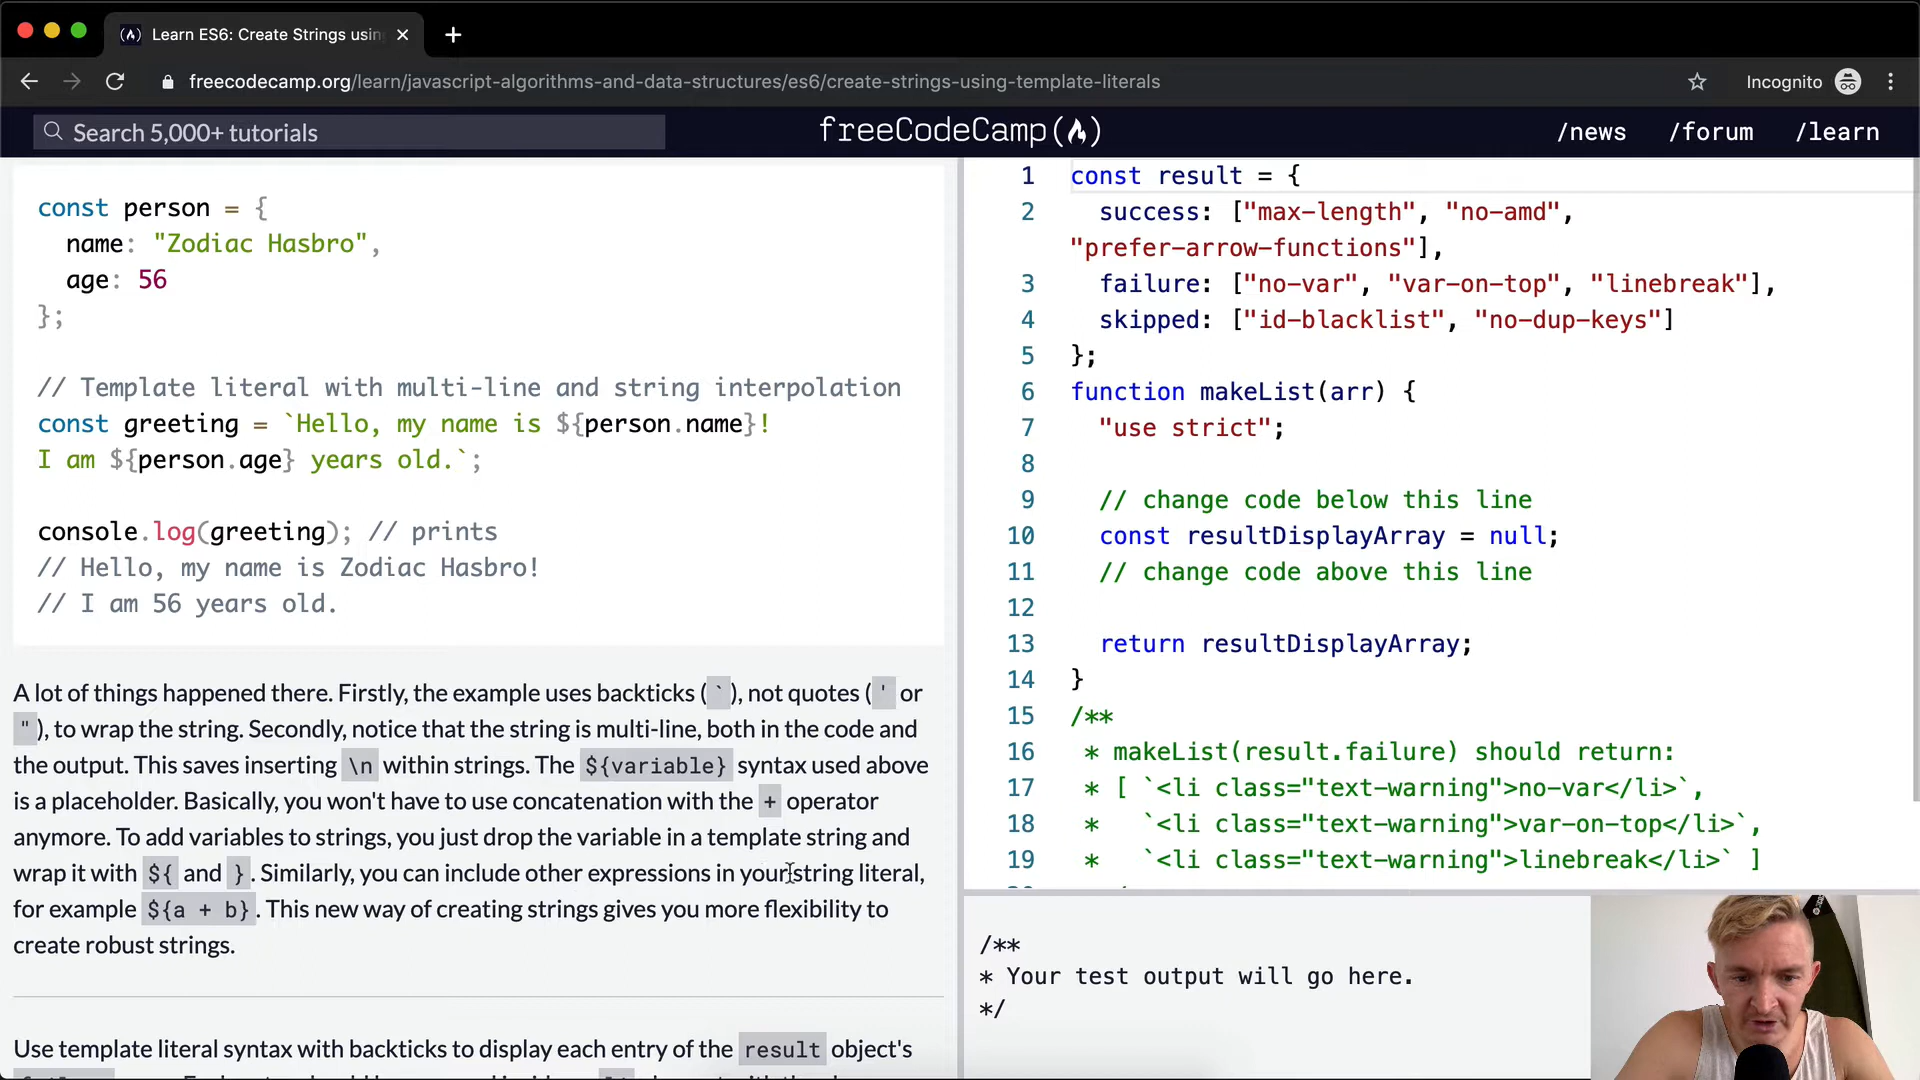 Learn ES6: Create Strings usin
freecodecamp.org/learn/javascript-algorithms-and-data-structures/es6/create-strings-using-template-literals
Incognito
Search 5,000+ tutorials
freeCodeCamp
/news
/forum
/learn
const person = {
  name: "Zodiac Hasbro",
  age: 56
};
// Template literal with multi-line and string interpolation
const greeting = `Hello, my name is ${person.name}!
I am ${person.age} years old.`;
console.log(greeting); // prints
// Hello, my name is Zodiac Hasbro!
// I am 56 years old.
A lot of things happened there. Firstly, the example uses backticks (`), not quotes (' or
"), to wrap the string. Secondly, notice that the string is multi-line, both in the code and
the output. This saves inserting \n within strings. The ${variable} syntax used above
is a placeholder. Basically, you won't have to use concatenation with the + operator
anymore. To add variables to strings, you just drop the variable in a template string and
wrap it with ${ and }. Similarly, you can include other expressions in your string literal,
for example ${a + b}. This new way of creating strings gives you more flexibility to
create robust strings.
Use template literal syntax with backticks to display each entry of the result object's
1 const result = {
2   success: ["max-length", "no-amd",
"prefer-arrow-functions"],
3   failure: ["no-var", "var-on-top", "linebreak"],
4   skipped: ["id-blacklist", "no-dup-keys"]
5 };
6 function makeList(arr) {
7   "use strict";
8
9   // change code below this line
10   const resultDisplayArray = null;
11   // change code above this line
12
13   return resultDisplayArray;
14 }
15 /**
16  * makeList(result.failure) should return:
17  * [ `<li class="text-warning">no-var</li>`,
18  *   `<li class="text-warning">var-on-top</li>`,
19  *   `<li class="text-warning">linebreak</li>` ]
/**
* Your test output will go here.
*/